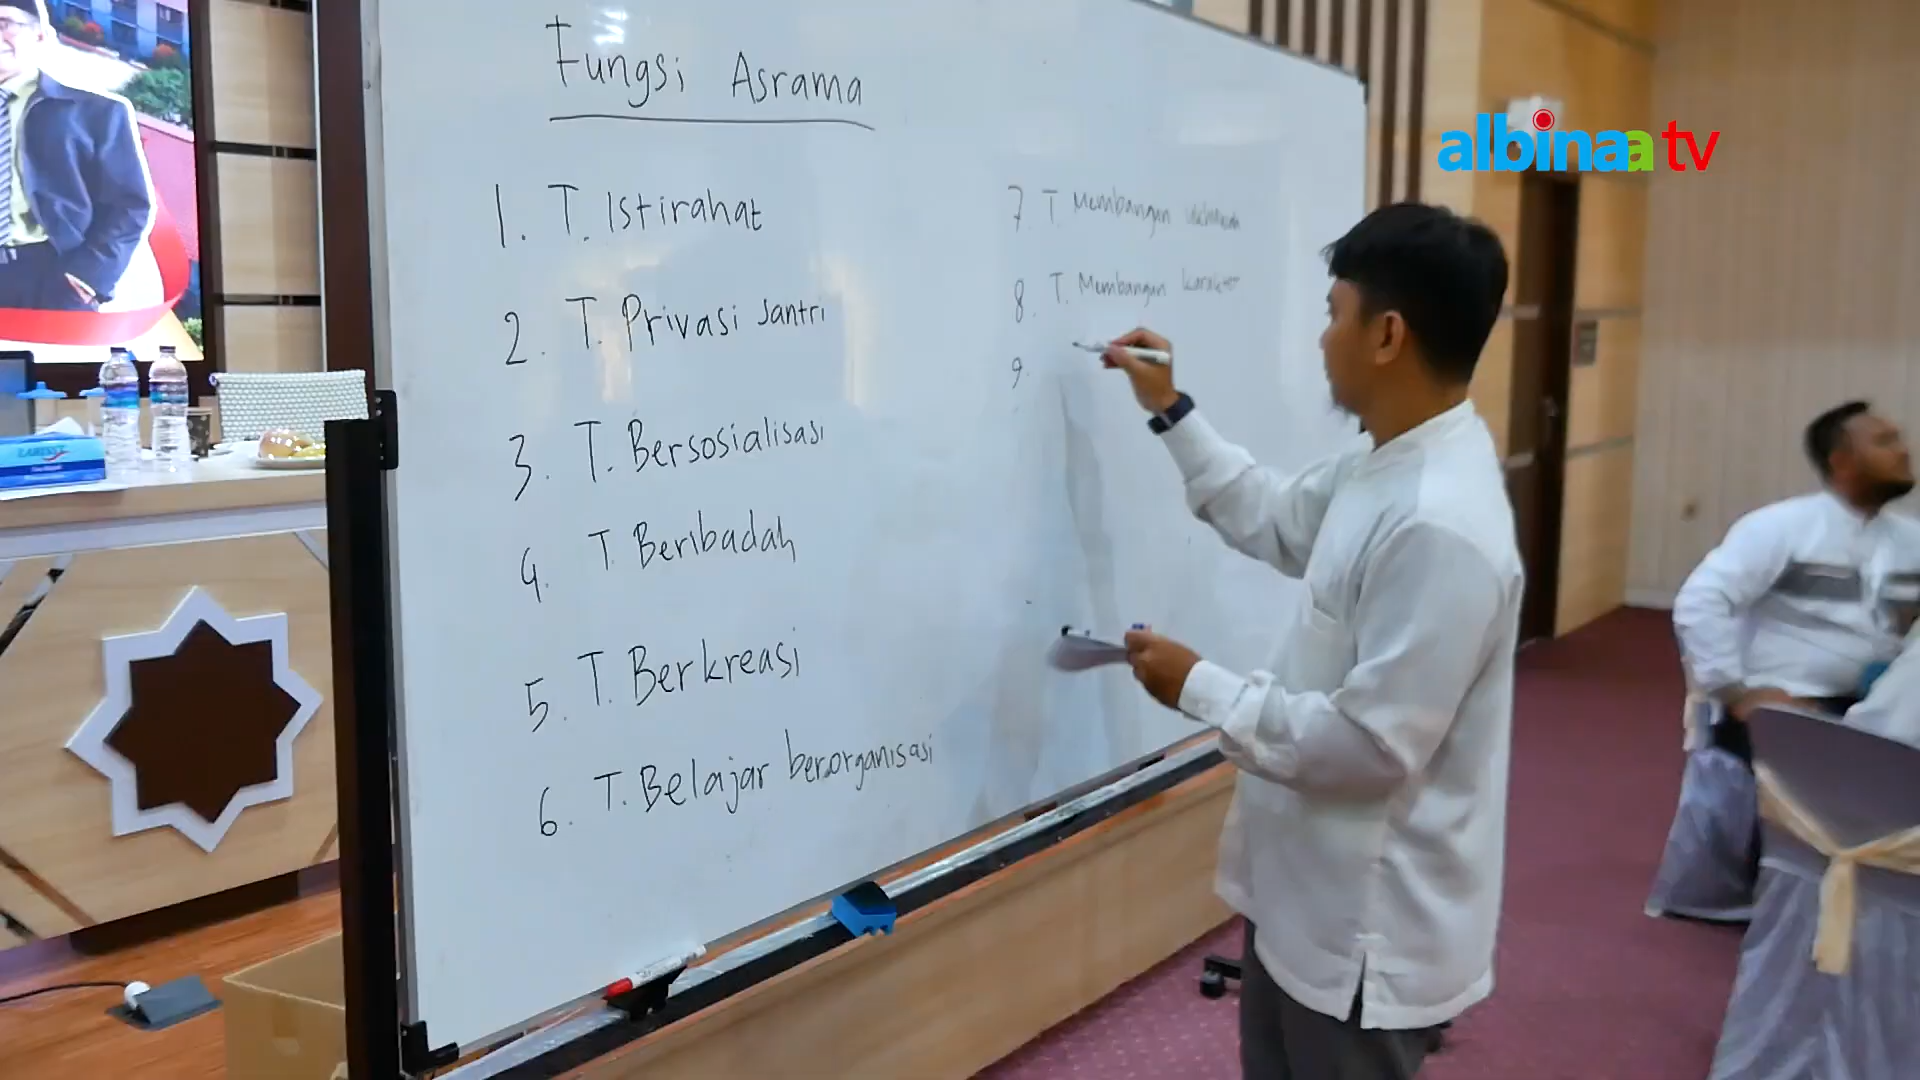 Fungsi Asrama
1. T. Istirahat
2. T. Privasi Santri
3. T. Bersosialisasi
4. T. Beribadah
5. T. Berkreasi
6. T. Belajar berorganisasi
7. T. Membangun
8. T. Membangun karakter
9.
albinaa tv